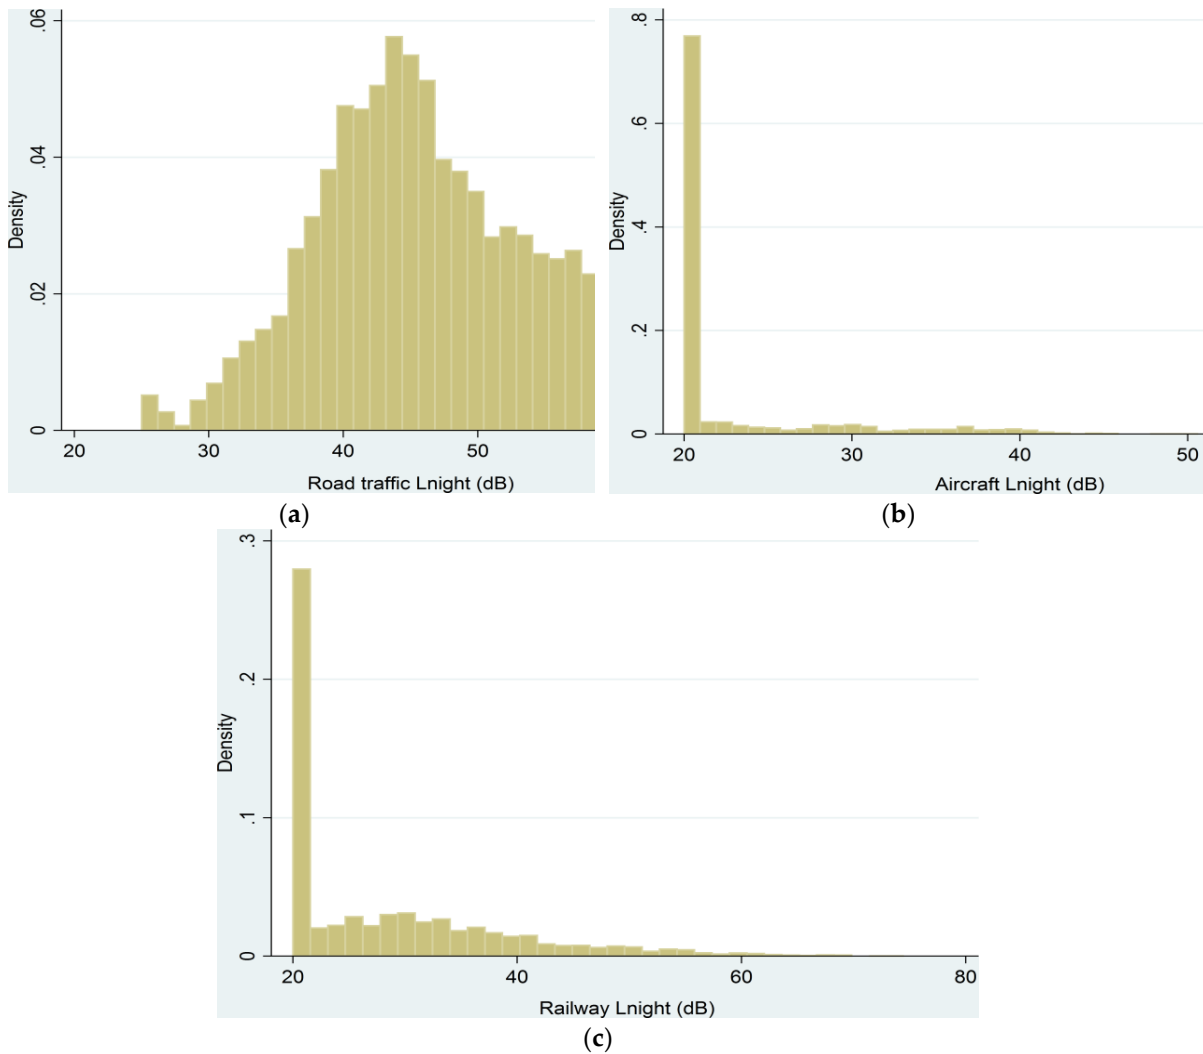 .06
.04
.02
0
Density
20 30 40 50
Road traffic Lnight (dB)
(a)
.8
.6
.4
.2
0
Density
20 30 40 50
Aircraft Lnight (dB)
(b)
.3
.2
.1
0
Density
20 40 60 80
Railway Lnight (dB)
(c)